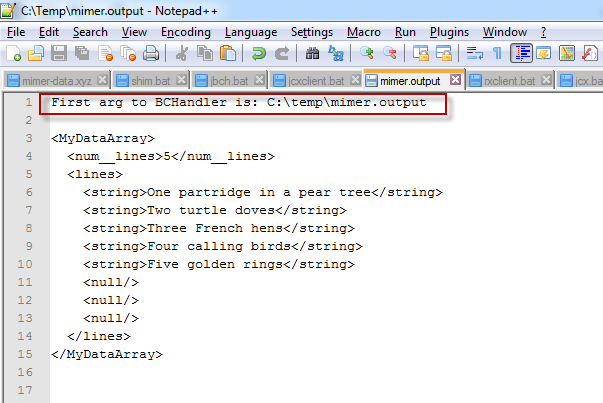 C:\Temp\mimer.output - Notepad++
File Edit Search View Encoding Language Settings Macro Run TextFX Plugins Window
mimer-data.xyz shim.bat jbch.bat jcxclient.bat mimer.output rxclient.bat jcx.ba
1 First arg to BCHandler is: C:\temp\mimer.output
2
3 <MyDataArray>
4 <num__lines>5</num__lines>
5 <lines>
6 <string>One partridge in a pear tree</string>
7 <string>Two turtle doves</string>
8 <string>Three French hens</string>
9 <string>Four calling birds</string>
10 <string>Five golden rings</string>
11 <null/>
12 <null/>
13 <null/>
14 </lines>
15 </MyDataArray>
16
17